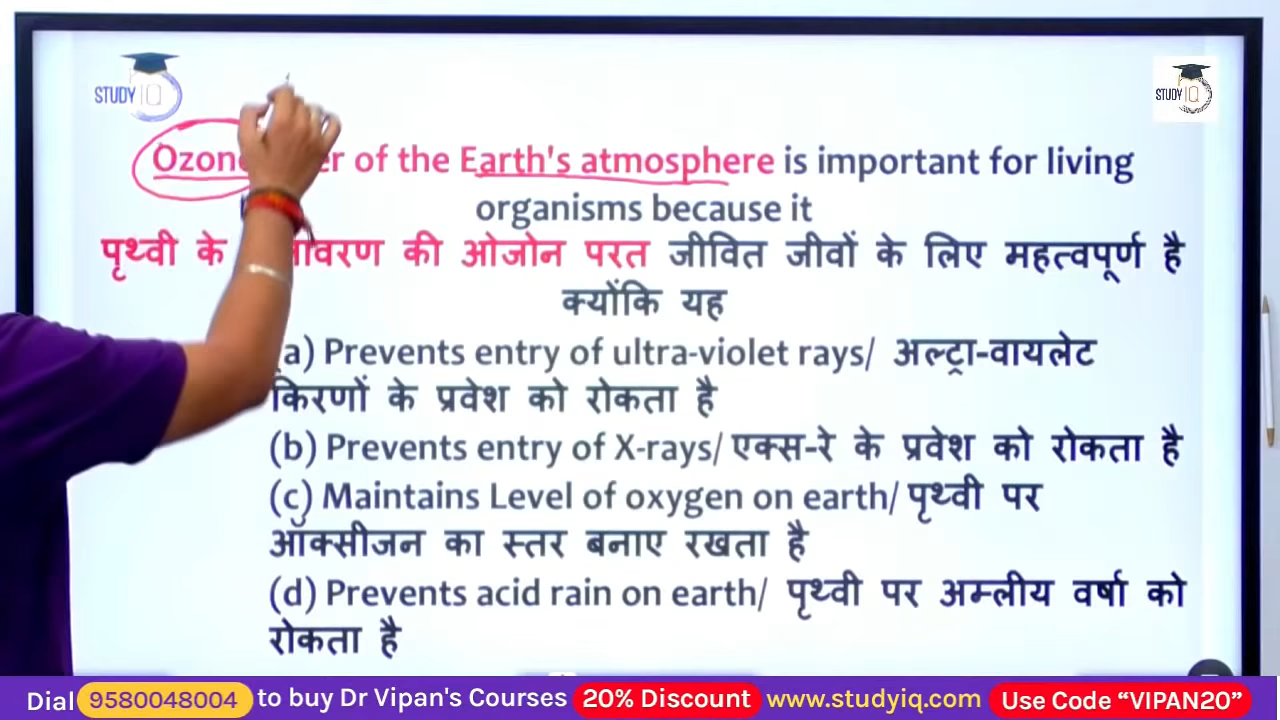 STUDY IQ
STUDY IQ
Ozone of the Earth's atmosphere is important for living
organisms because it
पृथ्वी के की ओजोन परत जीवित जीवों के लिए महत्वपूर्ण है
क्योंकि यह
(a) Prevents entry of ultra-violet rays/ अल्ट्रा-वायलेट
किरणों के प्रवेश को रोकता है
(b) Prevents entry of X-rays/ एक्स-रे के प्रवेश को रोकता है
(c) Maintains Level of oxygen on earth/ पृथ्वी पर
ऑक्सीजन का स्तर बनाए रखता है
(d) Prevents acid rain on earth/ पृथ्वी पर अम्लीय वर्षा को
रोकता है
Dial 9580048004 to buy Dr Vipan's Courses 20% Discount www.studyiq.com Use Code “VIPAN20”